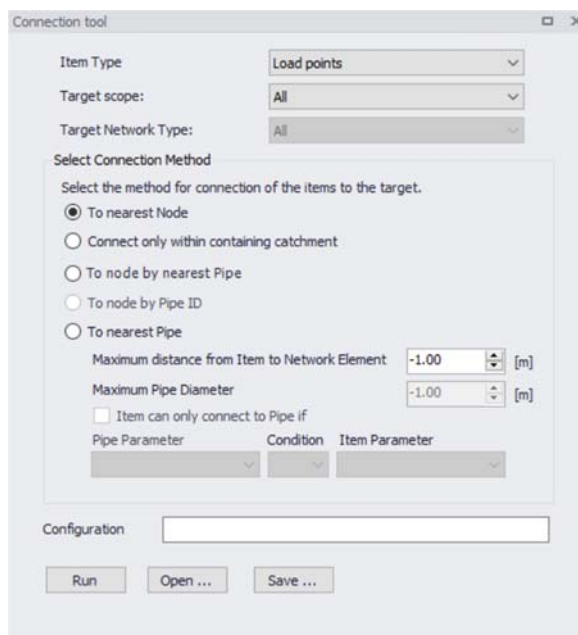 Connection tool
Item Type Load points
Target scope: All
Target Network Type: All
Select Connection Method
Select the method for connection of the items to the target.
To nearest Node
Connect only within containing catchment
To node by nearest Pipe
To node by Pipe ID
To nearest Pipe
Maximum distance from Item to Network Element -1.00 [m]
Maximum Pipe Diameter -1.00 [m]
Item can only connect to Pipe if
Pipe Parameter Condition Item Parameter
Configuration
Run Open ... Save ...